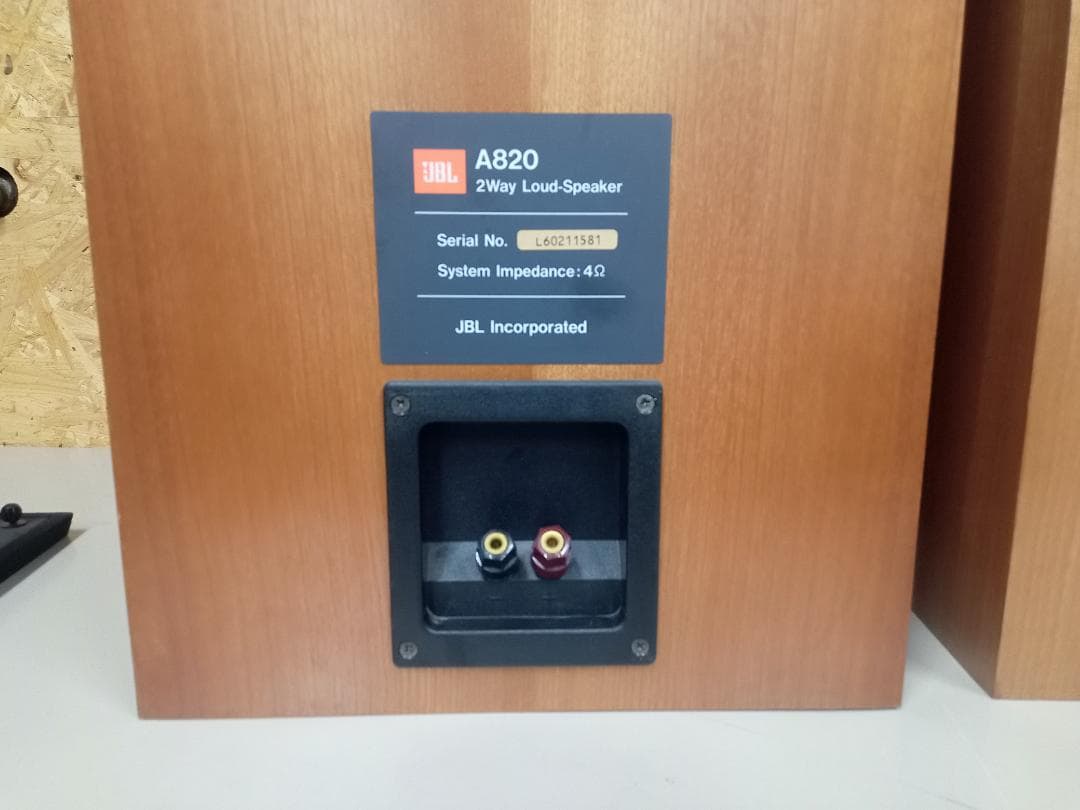 JBL
A820
2Way Loud-Speaker
Serial No. L60211581
System Impedance: 4Ω
JBL Incorporated